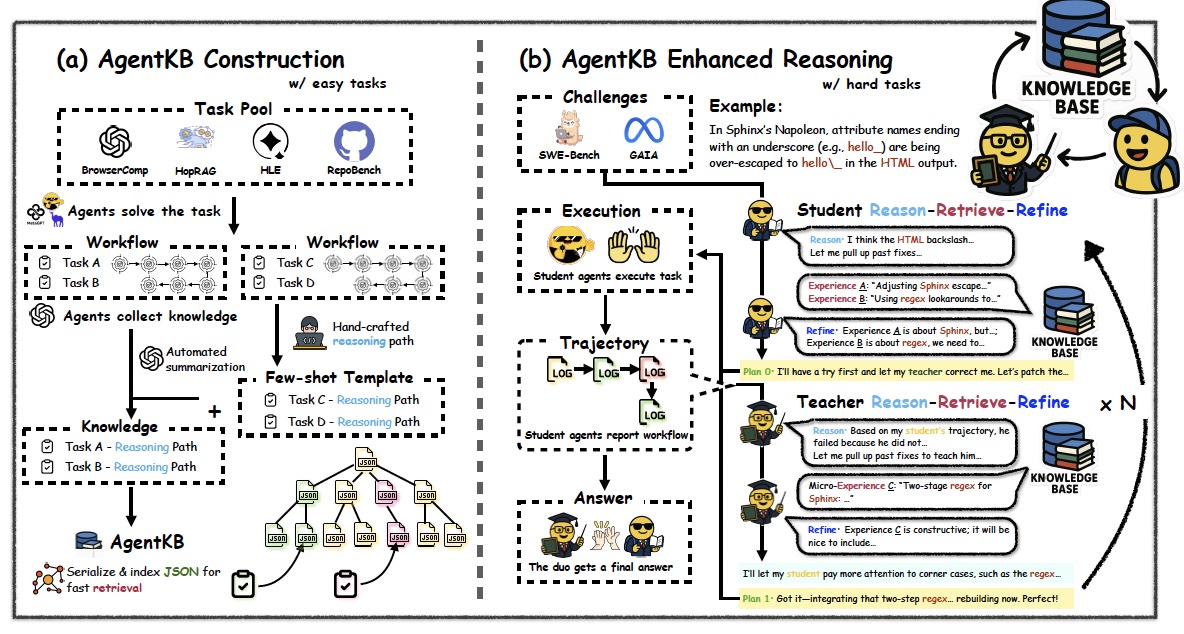 (a) AgentKB Construction
w/ easy tasks
Task Pool
BrowserComp
HopRAG
HLE
RepoBench
MetaGPT
Agents solve the task
Workflow
Task A
Task B
Workflow
Task C
Task D
Agents collect knowledge
Hand-crafted
reasoning path
Automated
summarization
+
Few-shot Template
Task C - Reasoning Path
Task D - Reasoning Path
Knowledge
Task A - Reasoning Path
Task B - Reasoning Path
JSON
JSON
JSON
JSON
JSON
JSON
JSON
JSON
JSON
JSON
JSON
AgentKB
Serialize & index JSON for
fast retrieval
(b) AgentKB Enhanced Reasoning
w/ hard tasks
KNOWLEDGE
BASE
Challenges
SWE-Bench
GAIA
Example:
In Sphinx's Napoleon, attribute names ending
with an underscore (e.g., hello_) are being
over-escaped to hello\_ in the HTML output.
Execution
Student agents execute task
Trajectory
LOG
LOG
LOG
LOG
Student agents report workflow
Answer
The duo gets a final answer
Student Reason-Retrieve-Refine
Reason: I think the HTML backslash...
Let me pull up past fixes...
Experience A: "Adjusting Sphinx escape..."
Experience B: "Using regex lookarounds to..."
KNOWLEDGE
BASE
Refine: Experience A is about Sphinx, but...;
Experience B is about regex, we need to...
Plan 0: I'll have a try first and let my teacher correct me. Let's patch the...
Teacher Reason-Retrieve-Refine
x N
Reason: Based on my student's trajectory, he
failed because he did not...
Let me pull up past fixes to teach him...
Micro-Experience C: "Two-stage regex for
Sphinx: ..."
KNOWLEDGE
BASE
Refine: Experience C is constructive; it will be
nice to include...
I'll let my student pay more attention to corner cases, such as the regex...
Plan 1: Got it—integrating that two-step regex... rebuilding now. Perfect!